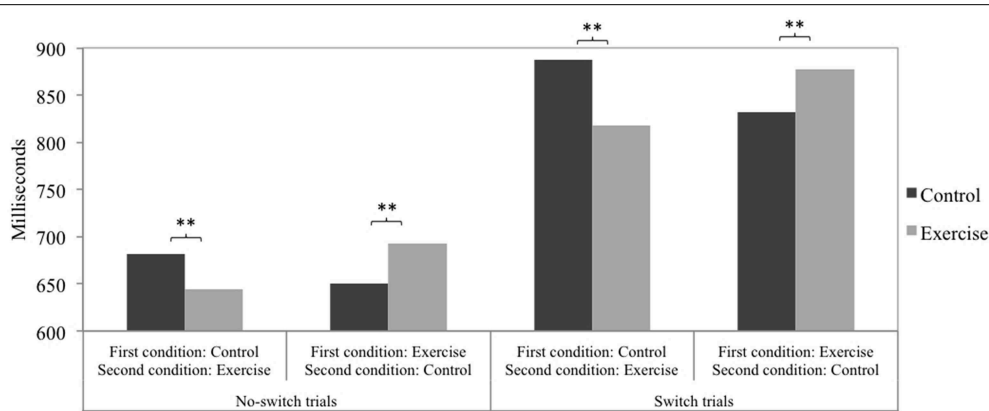 **
**
900
850
800
750
700
650
600
Milliseconds
**
**
Control
Exercise
First condition: Control
Second condition: Exercise
First condition: Exercise
Second condition: Control
First condition: Control
Second condition: Exercise
First condition: Exercise
Second condition: Control
No-switch trials
Switch trials